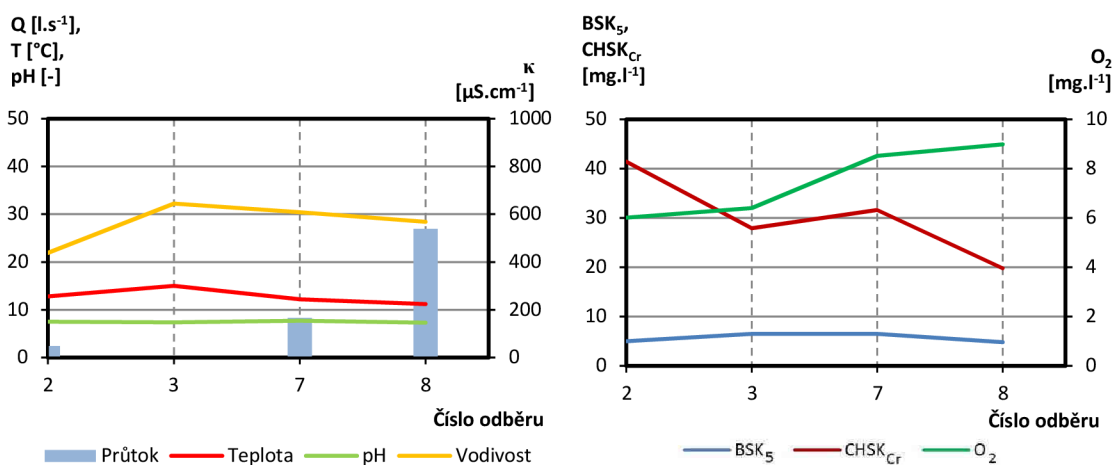 Q [l.s⁻¹],
T [°C],
pH [-]
κ
[µS.cm⁻¹]
50
40
30
20
10
0
1000
800
600
400
200
0
2 3 7 8
Číslo odběru
Průtok Teplota pH Vodivost
BSK₅,
CHSK_Cr
[mg.l⁻¹]
O₂
[mg.l⁻¹]
50
40
30
20
10
0
10
8
6
4
2
0
2 3 7 8
Číslo odběru
BSK₅ CHSK_Cr O₂